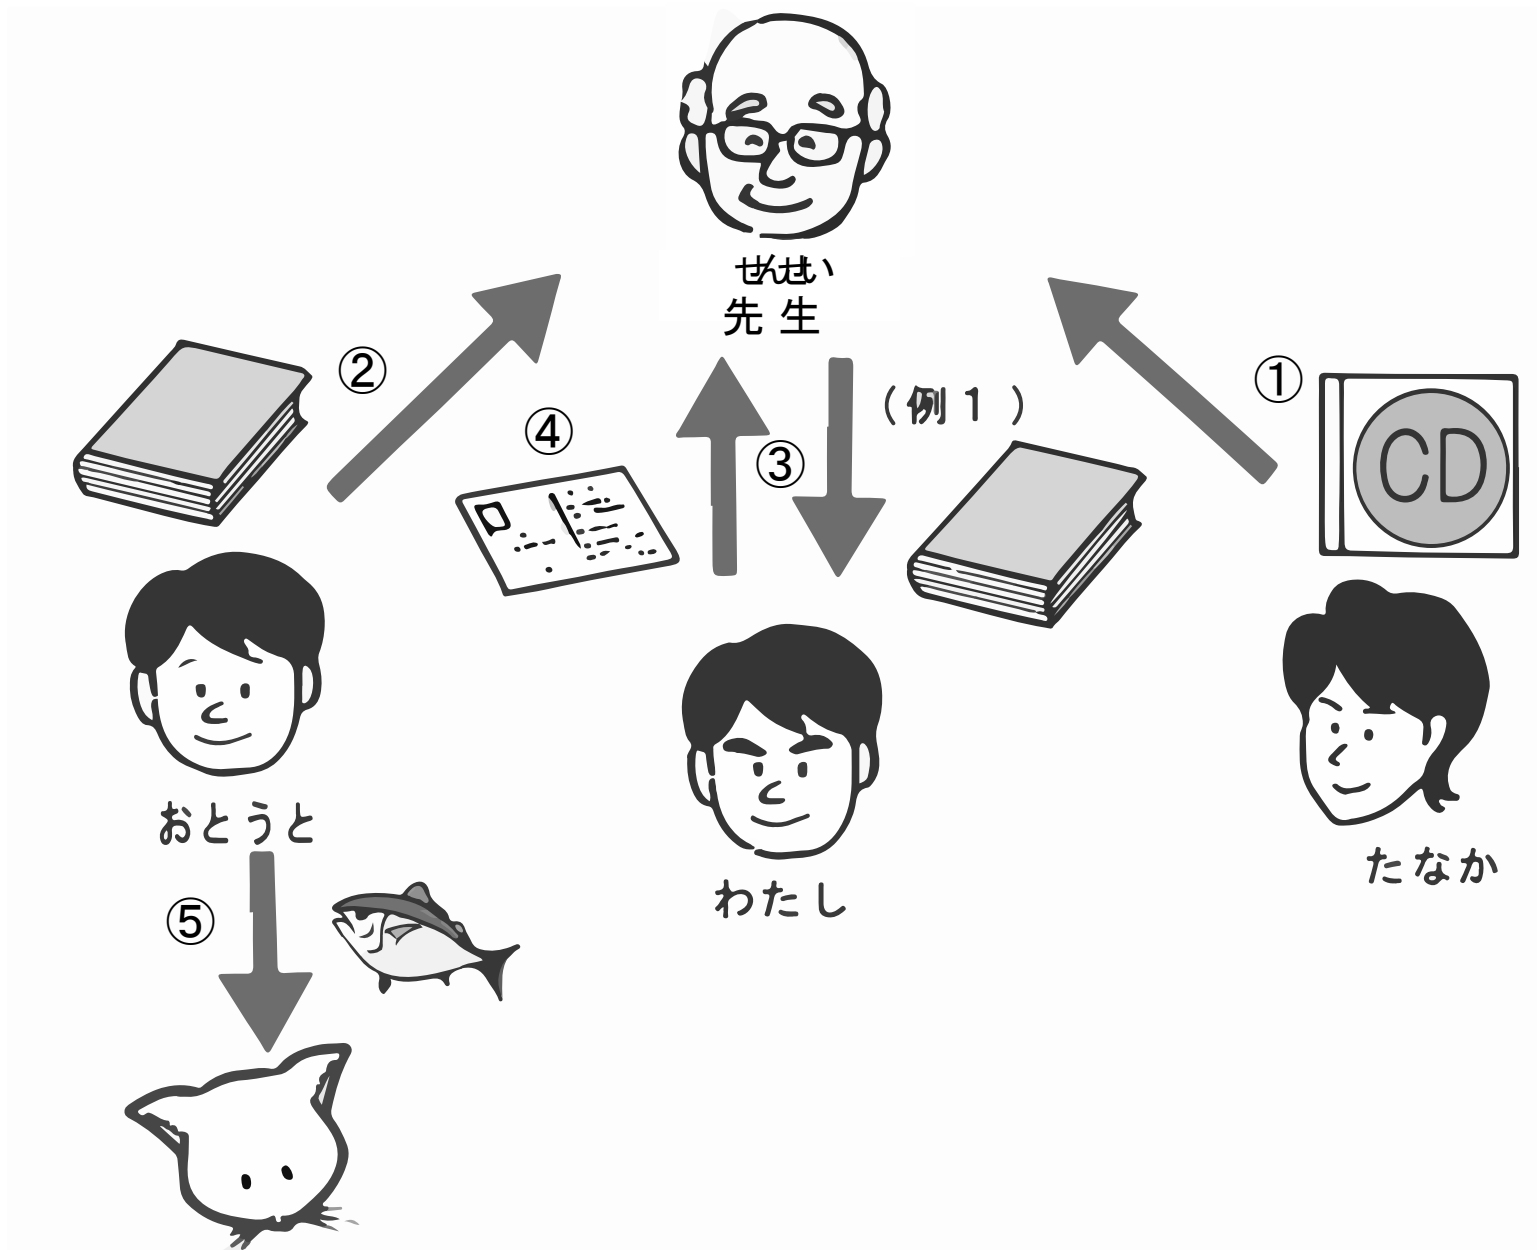 せんせい
先生
②
①
④
③
(例1)
CD
おとうと
わたし
たなか
⑤